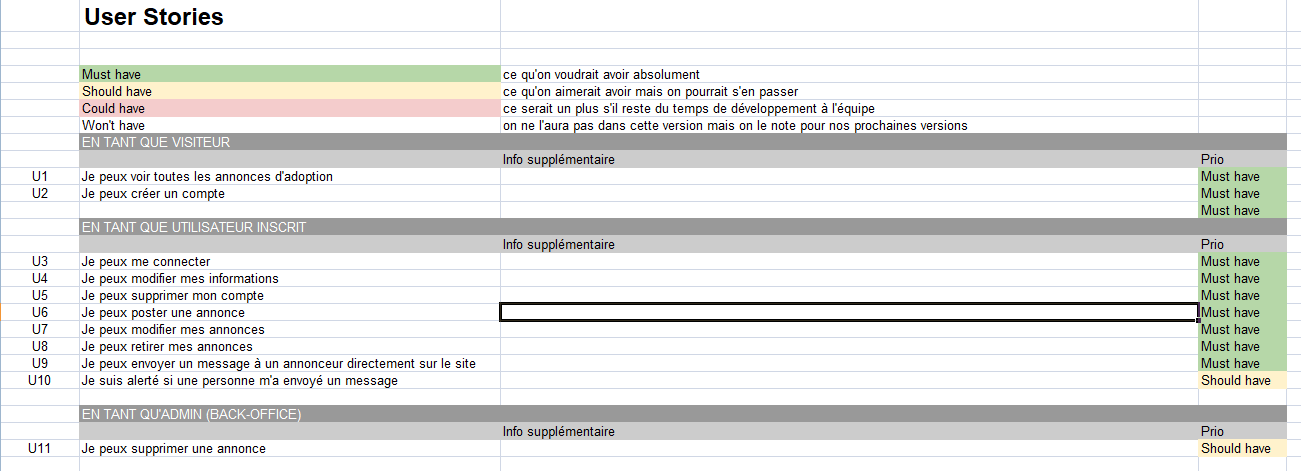 User Stories
Must have ce qu'on voudrait avoir absolument
Should have ce qu'on aimerait avoir mais on pourrait s'en passer
Could have ce serait un plus s'il reste du temps de développement à l'équipe
Won't have on ne l'aura pas dans cette version mais on le note pour nos prochaines versions
EN TANT QUE VISITEUR
Info supplémentaire Prio
U1 Je peux voir toutes les annonces d'adoption Must have
U2 Je peux créer un compte Must have
Must have
EN TANT QUE UTILISATEUR INSCRIT
Info supplémentaire Prio
U3 Je peux me connecter Must have
U4 Je peux modifier mes informations Must have
U5 Je peux supprimer mon compte Must have
U6 Je peux poster une annonce Must have
U7 Je peux modifier mes annonces Must have
U8 Je peux retirer mes annonces Must have
U9 Je peux envoyer un message à un annonceur directement sur le site Must have
U10 Je suis alerté si une personne m'a envoyé un message Should have
EN TANT QU'ADMIN (BACK-OFFICE)
Info supplémentaire Prio
U11 Je peux supprimer une annonce Should have